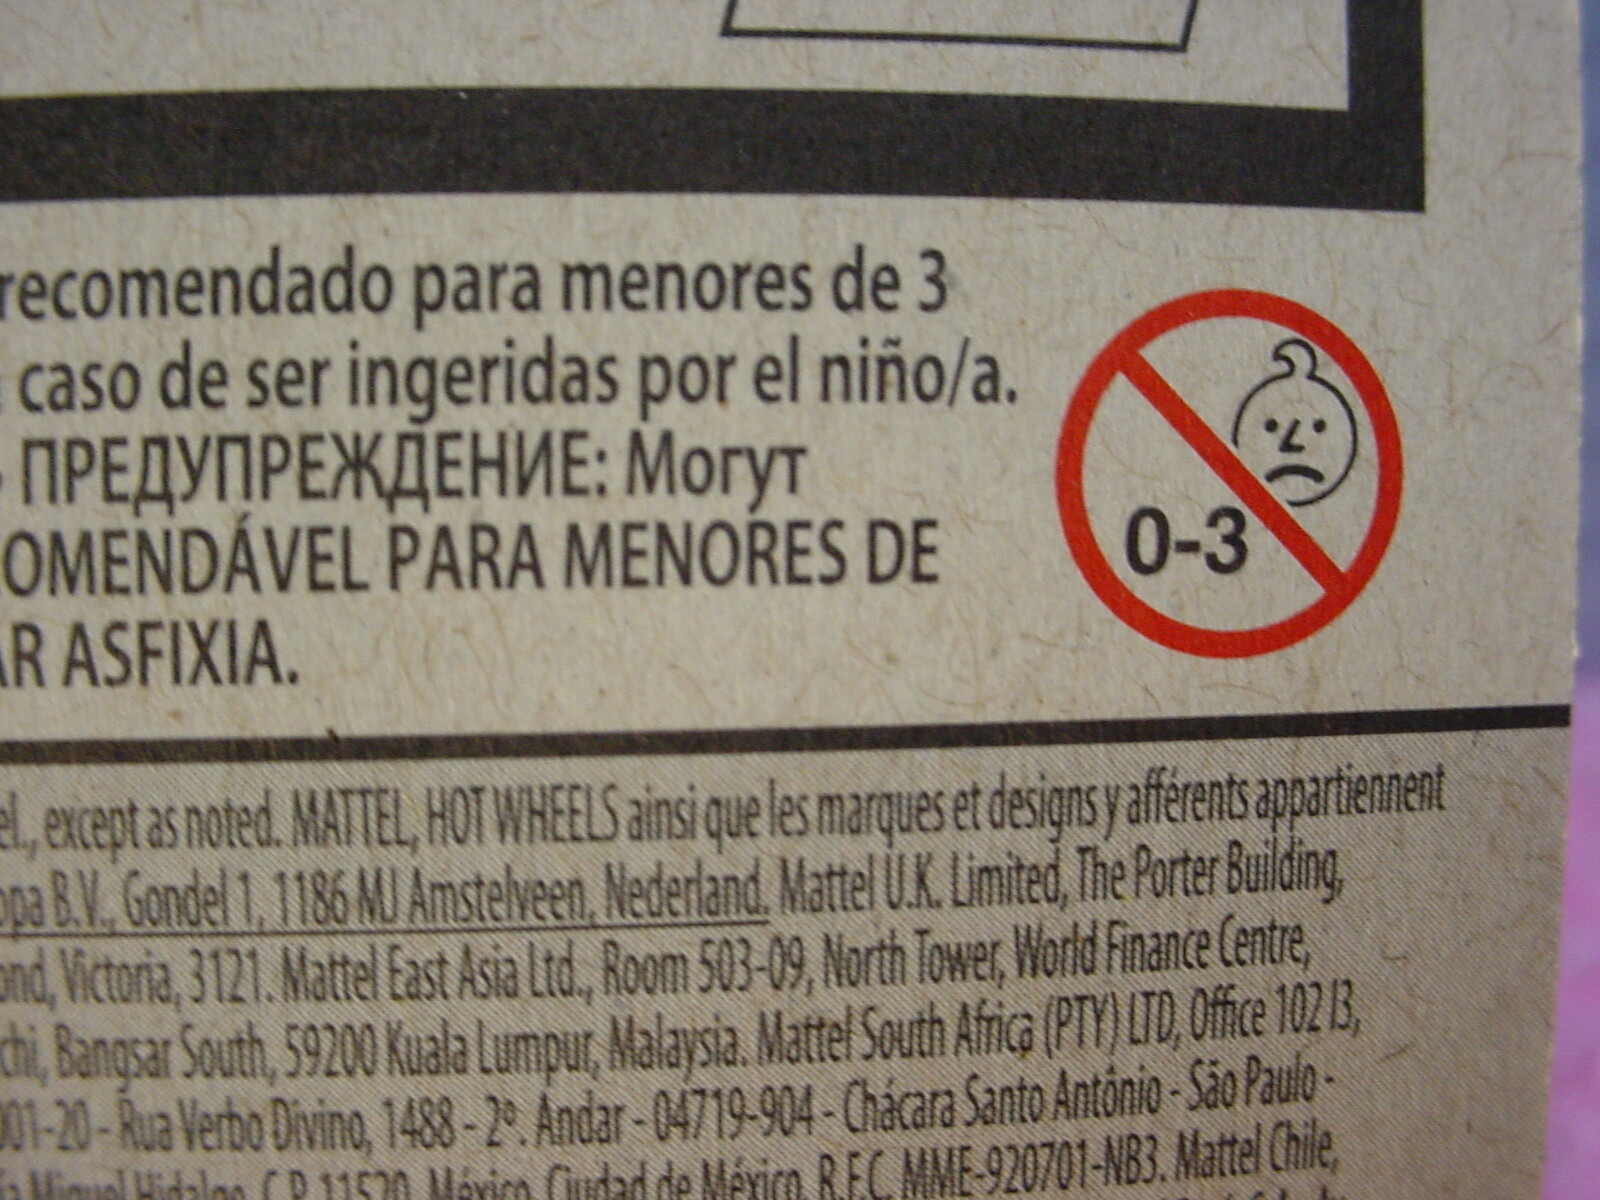 recomendado para menores de 3
caso de ser ingeridas por el niño/a.
ПРЕДУПРЕЖДЕНИЕ: Могут
OMENDÁVEL PARA MENORES DE
AR ASFIXIA.
0-3
el., except as noted. MATTEL, HOT WHEELS ainsi que les marques et designs y afférents appartiennent
opa B.V., Gondel 1, 1186 MJ Amstelveen, Nederland. Mattel U.K. Limited, The Porter Building,
ond, Victoria, 3121. Mattel East Asia Ltd., Room 503-09, North Tower, World Finance Centre,
chi, Bangsar South, 59200 Kuala Lumpur, Malaysia. Mattel South Africa (PTY) LTD, Office 102 I3,
001-20 - Rua Verbo Divino, 1488 - 2º. Andar - 04719-904 - Chácara Santo Antônio - São Paulo -
Miguel Hidalgo, C.P. 11520, México, Ciudad de México. R.F.C. MME-920701-NB3. Mattel Chile,